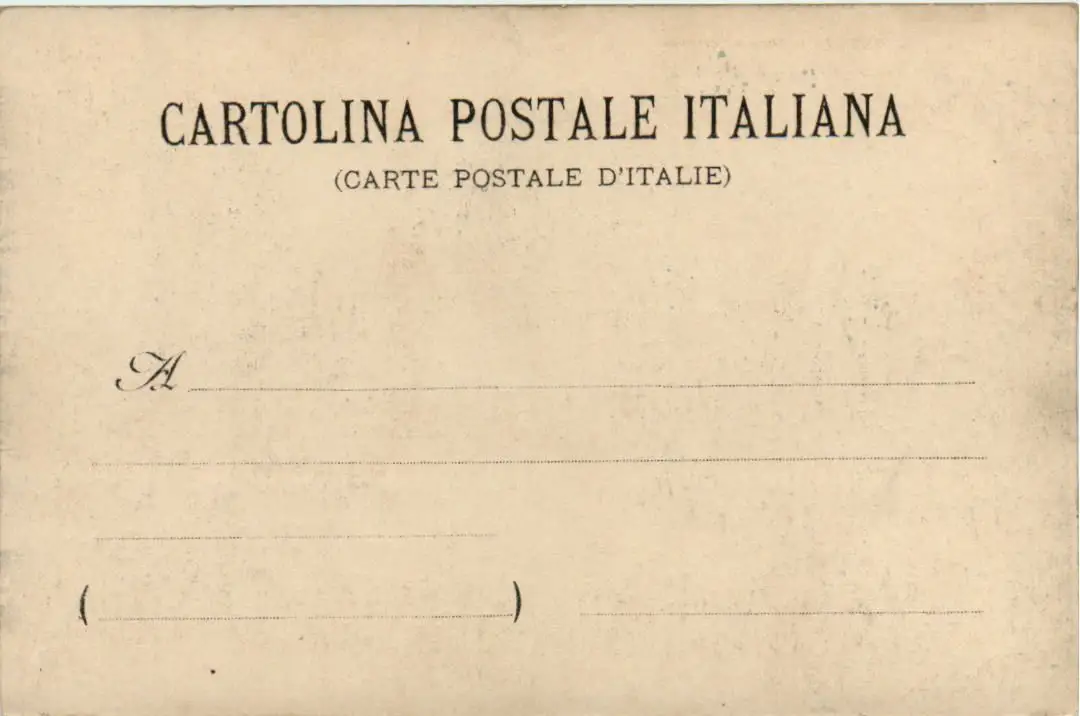 CARTOLINA POSTALE ITALIANA
(CARTE POSTALE D'ITALIE)
A
( )